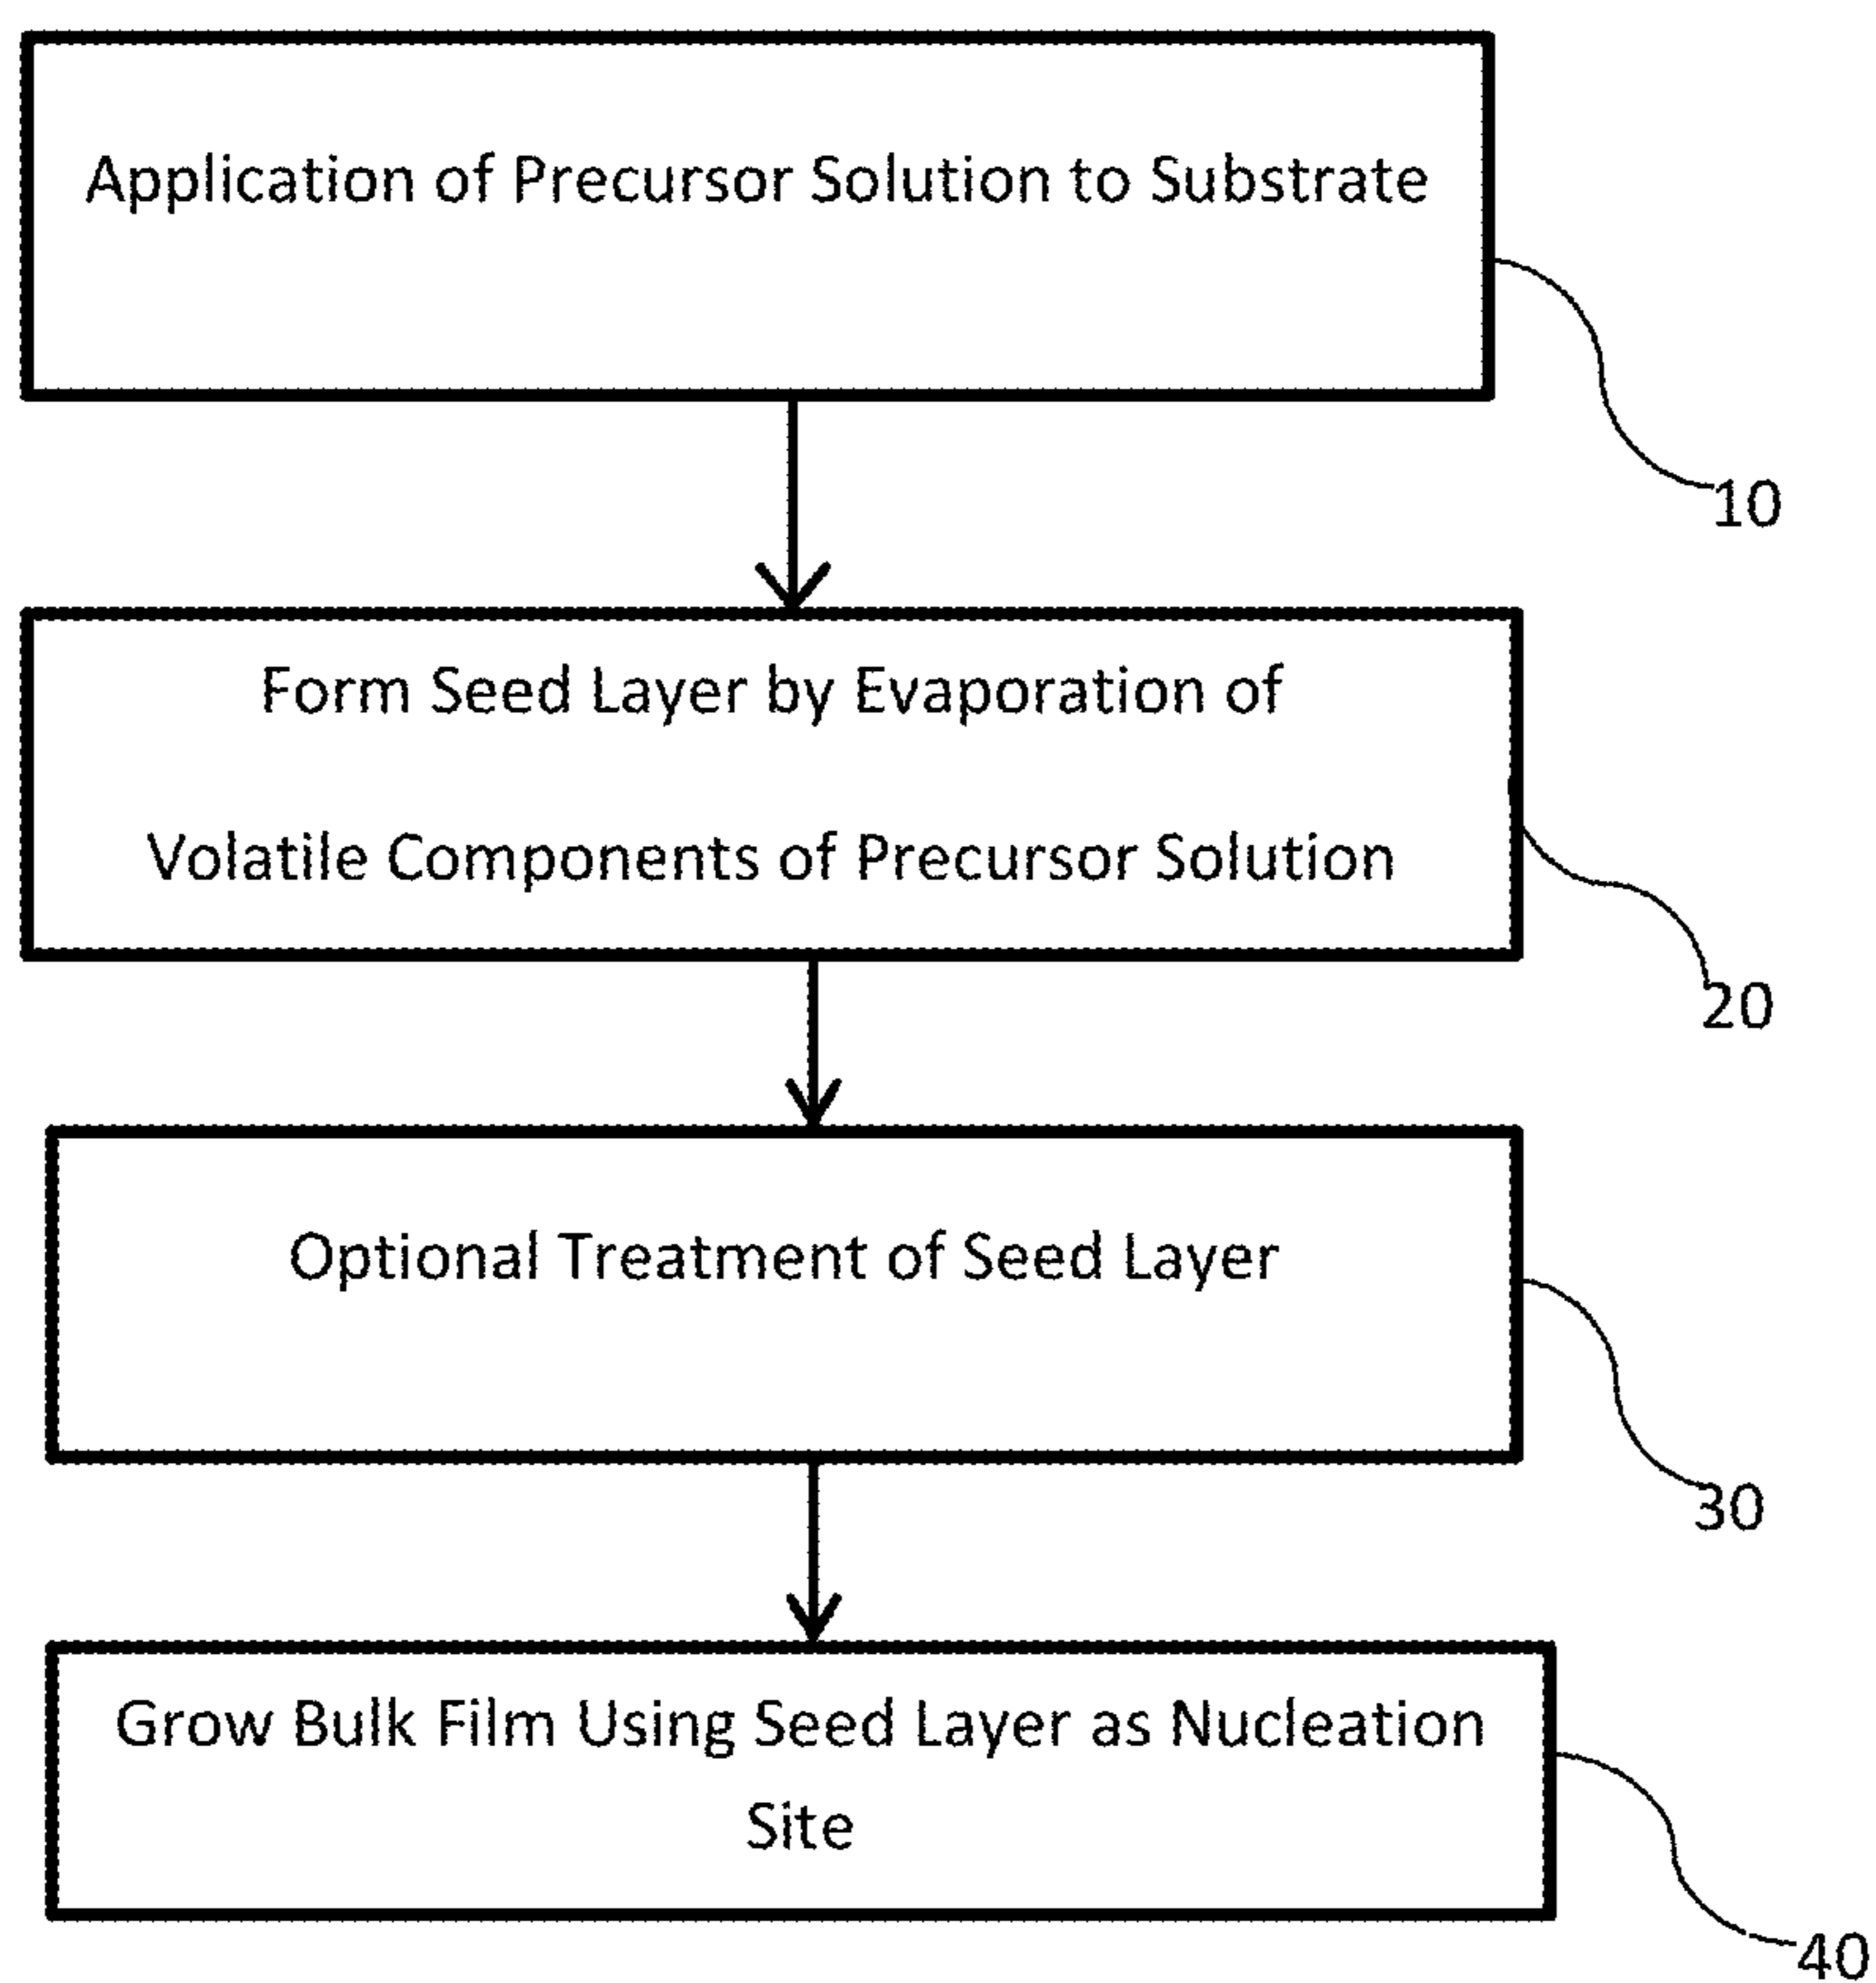 Application of Precursor Solution to Substrate
10
Form Seed Layer by Evaporation of
Volatile Components of Precursor Solution
20
Optional Treatment of Seed Layer
30
Grow Bulk Film Using Seed Layer as Nucleation
Site
40